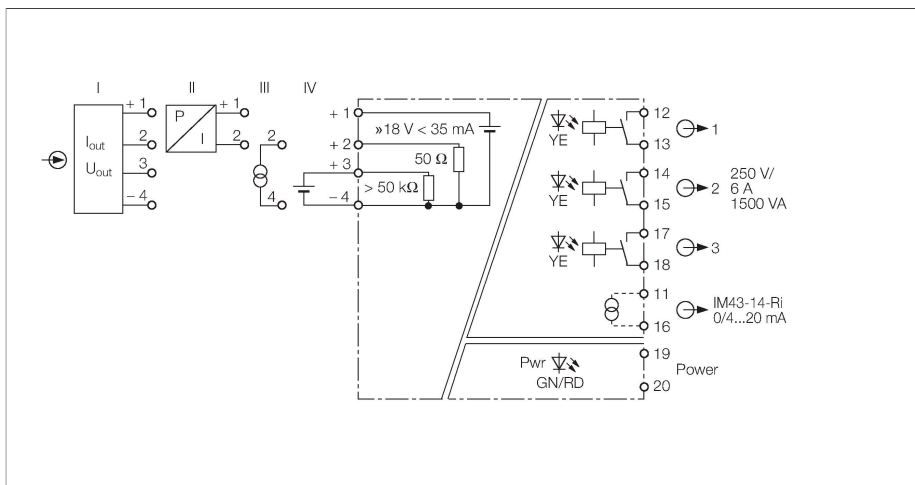 I II III IV
I_out
U_out
+ 1
2
3
– 4
P
I
+ 1
2
2
4
+ 1
+ 2
+ 3
– 4
»18 V < 35 mA
50 Ω
> 50 kΩ
YE
12
13
1
YE
14
15
2
250 V/
6 A
1500 VA
YE
17
18
3
11
16
IM43-14-Ri
0/4...20 mA
Pwr
GN/RD
19
20
Power